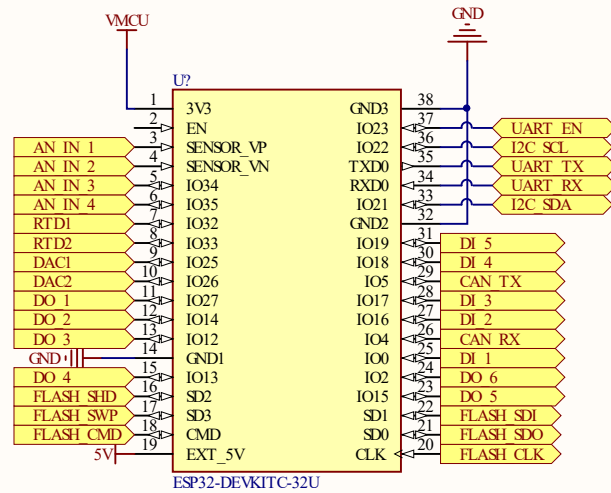 VMCU
GND
U?
1 3V3 GND3 38
2 EN IO23 37 UART_EN
AN_IN_1 3 SENSOR_VP IO22 36 I2C_SCL
AN_IN_2 4 SENSOR_VN TXD0 35 UART_TX
AN_IN_3 5 IO34 RXD0 34 UART_RX
AN_IN_4 6 IO35 IO21 33 I2C_SDA
RTD1 7 IO32 GND2 32
RTD2 8 IO33 IO19 31 DI_5
DAC1 9 IO25 IO18 30 DI_4
DAC2 10 IO26 IO5 29 CAN_TX
DO_1 11 IO27 IO17 28 DI_3
DO_2 12 IO14 IO16 27 DI_2
DO_3 13 IO12 IO4 26 CAN_RX
GND 14 GND1 IO0 25 DI_1
DO_4 15 IO13 IO2 24 DO_6
FLASH_SHD 16 SD2 IO15 23 DO_5
FLASH_SWP 17 SD3 SD1 22 FLASH_SDI
FLASH_CMD 18 CMD SD0 21 FLASH_SDO
5V 19 EXT_5V CLK 20 FLASH_CLK
ESP32-DEVKITC-32U